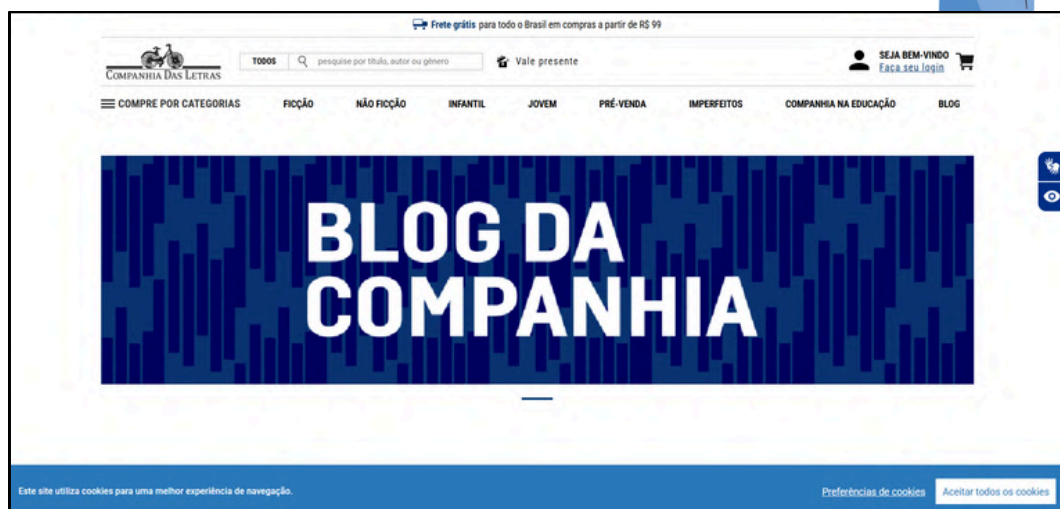 Frete grátis para todo o Brasil em compras a partir de R$ 99
COMPANHIA DAS LETRAS
TODOS pesquise por título, autor ou gênero Vale presente
SEJA BEM-VINDO
Faça seu login
COMPRE POR CATEGORIAS FICÇÃO NÃO FICÇÃO INFANTIL JOVEM PRÉ-VENDA IMPERFEITOS COMPANHIA NA EDUCAÇÃO BLOG
BLOG DA
COMPANHIA
Este site utiliza cookies para uma melhor experiência de navegação. Preferências de cookies Aceitar todos os cookies